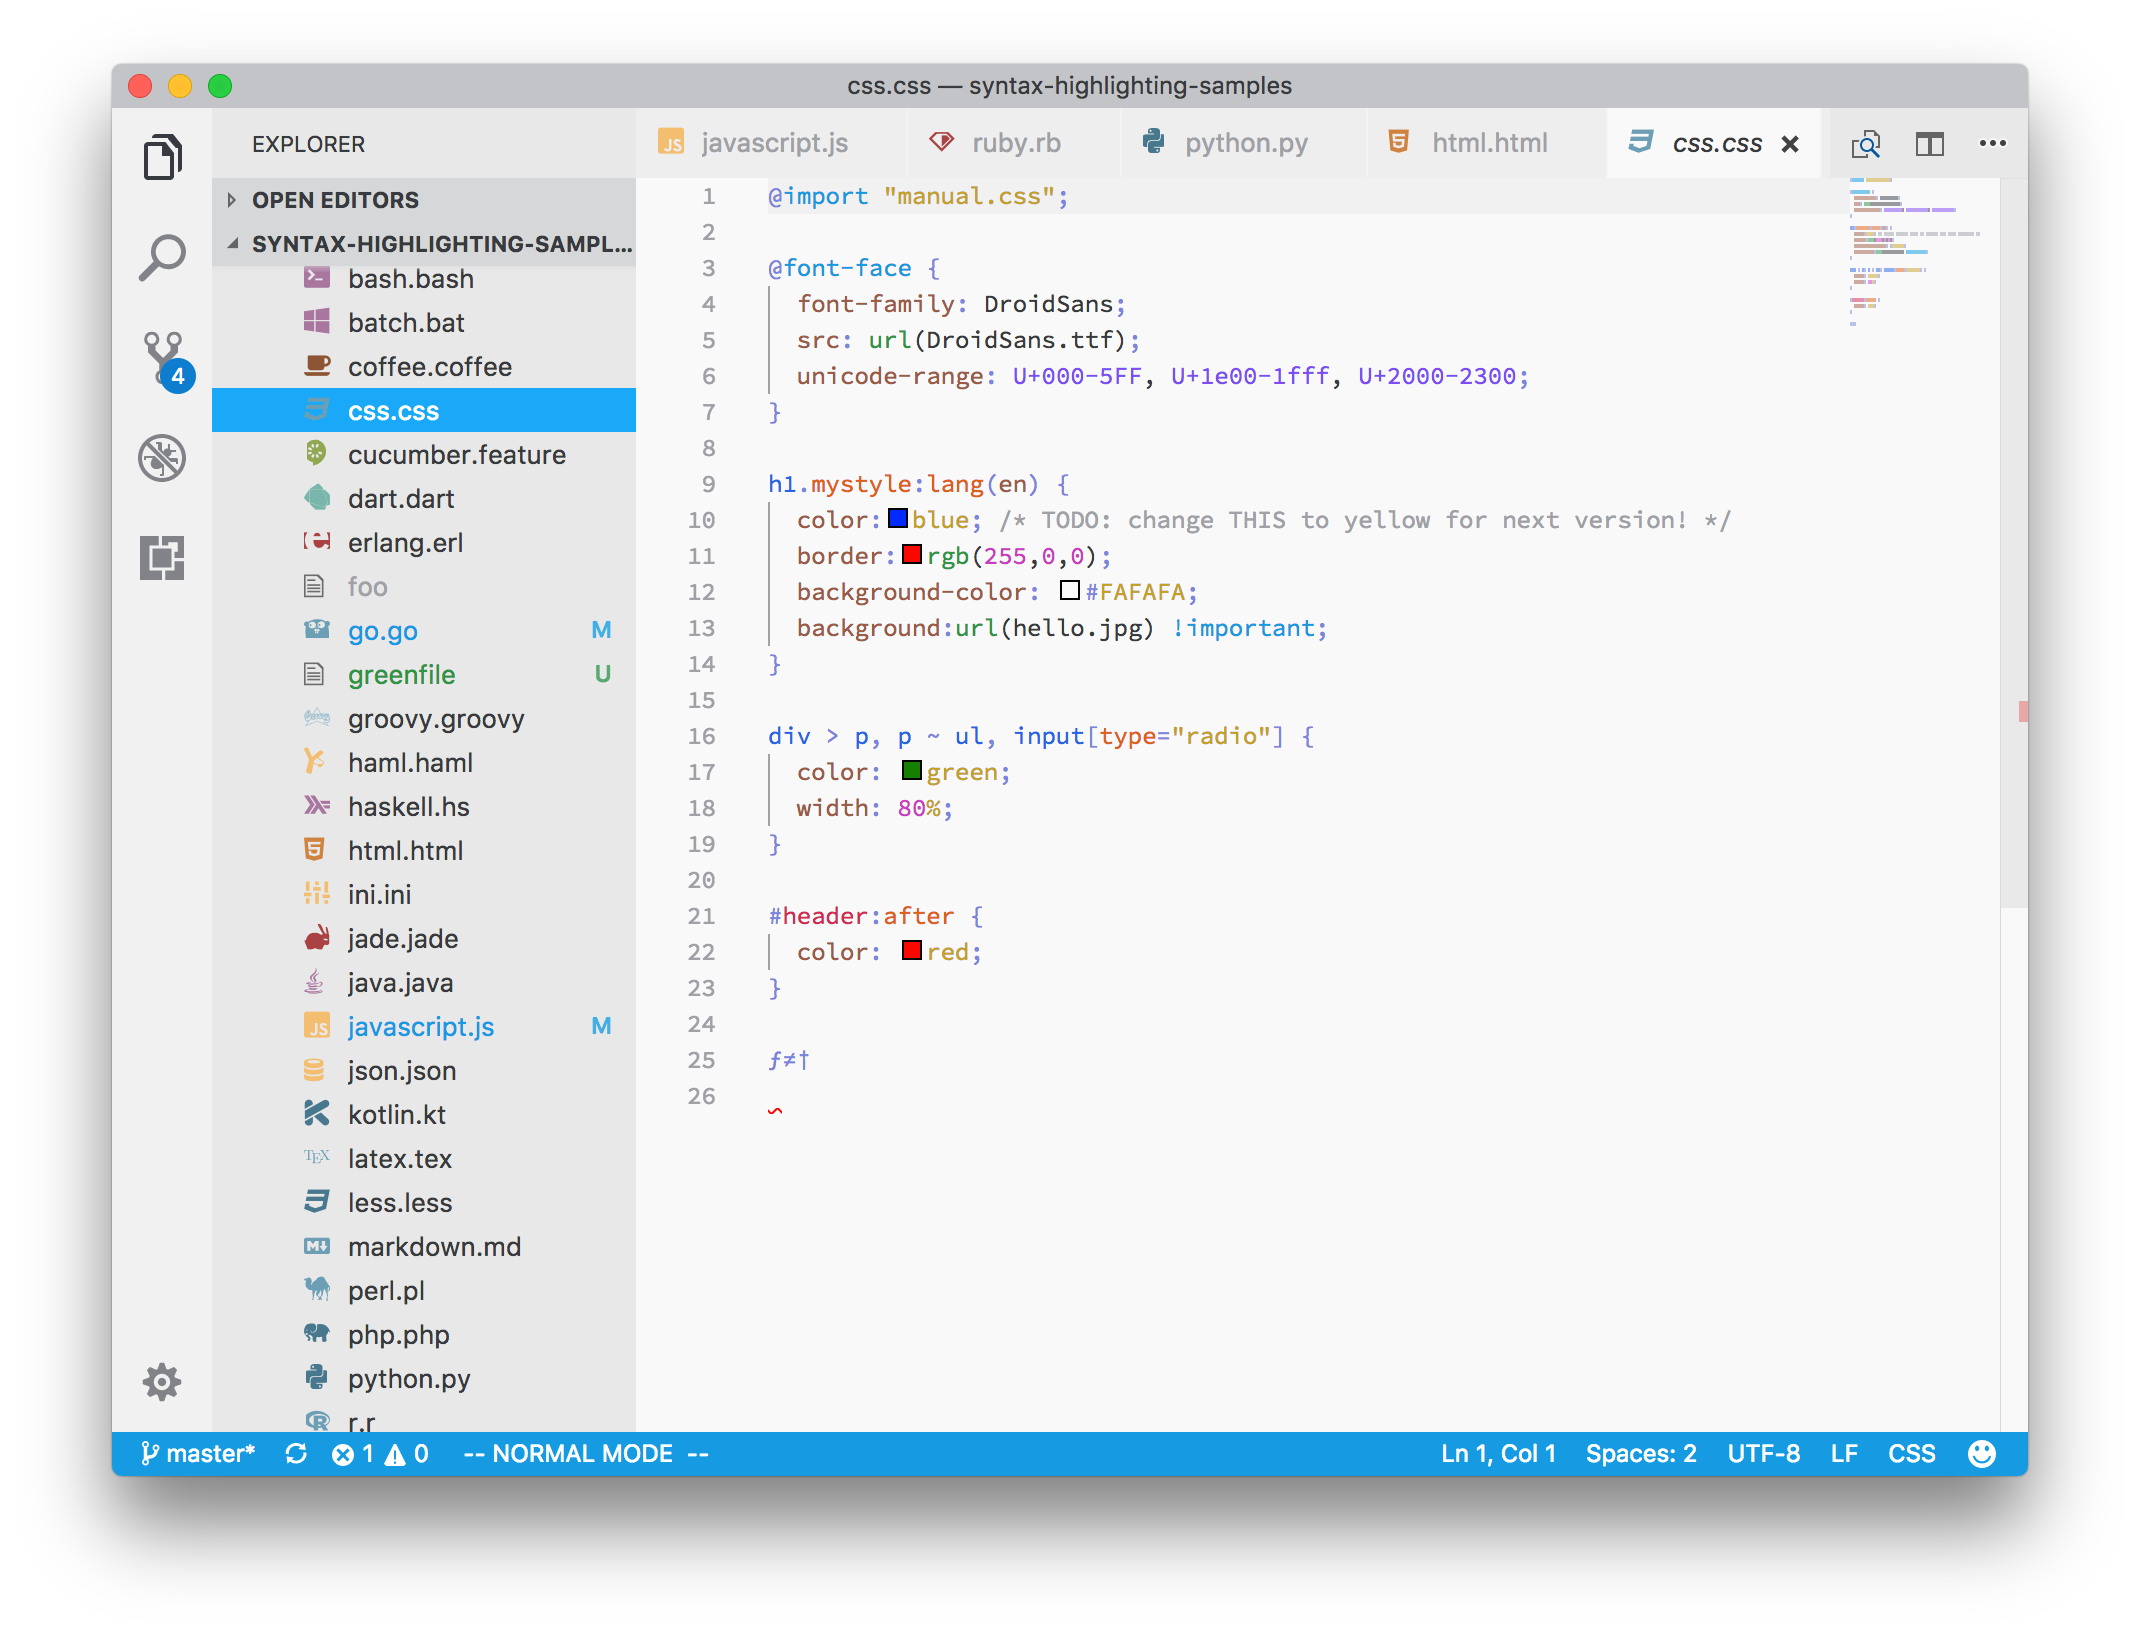 css.css — syntax-highlighting-samples
EXPLORER
OPEN EDITORS
SYNTAX-HIGHLIGHTING-SAMPL...
bash.bash
batch.bat
coffee.coffee
css.css
cucumber.feature
dart.dart
erlang.erl
foo
go.go M
greenfile U
groovy.groovy
haml.haml
haskell.hs
html.html
ini.ini
jade.jade
java.java
javascript.js M
json.json
kotlin.kt
latex.tex
less.less
markdown.md
perl.pl
php.php
python.py
r.r
4
javascript.js ruby.rb python.py html.html css.css
1 @import "manual.css";
2
3 @font-face {
4 font-family: DroidSans;
5 src: url(DroidSans.ttf);
6 unicode-range: U+000-5FF, U+1e00-1fff, U+2000-2300;
7 }
8
9 h1.mystyle:lang(en) {
10 color:blue; /* TODO: change THIS to yellow for next version! */
11 border:rgb(255,0,0);
12 background-color: #FAFAFA;
13 background:url(hello.jpg) !important;
14 }
15
16 div > p, p ~ ul, input[type="radio"] {
17 color: green;
18 width: 80%;
19 }
20
21 #header:after {
22 color: red;
23 }
24
25 ƒ≠†
26
master* 1 0 -- NORMAL MODE -- Ln 1, Col 1 Spaces: 2 UTF-8 LF CSS